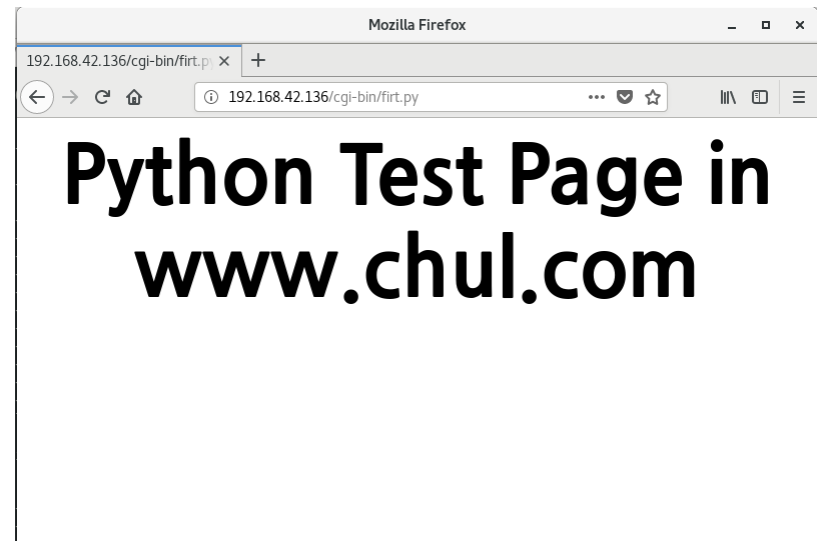 Mozilla Firefox
192.168.42.136/cgi-bin/firt.py
192.168.42.136/cgi-bin/firt.py
Python Test Page in
www.chul.com